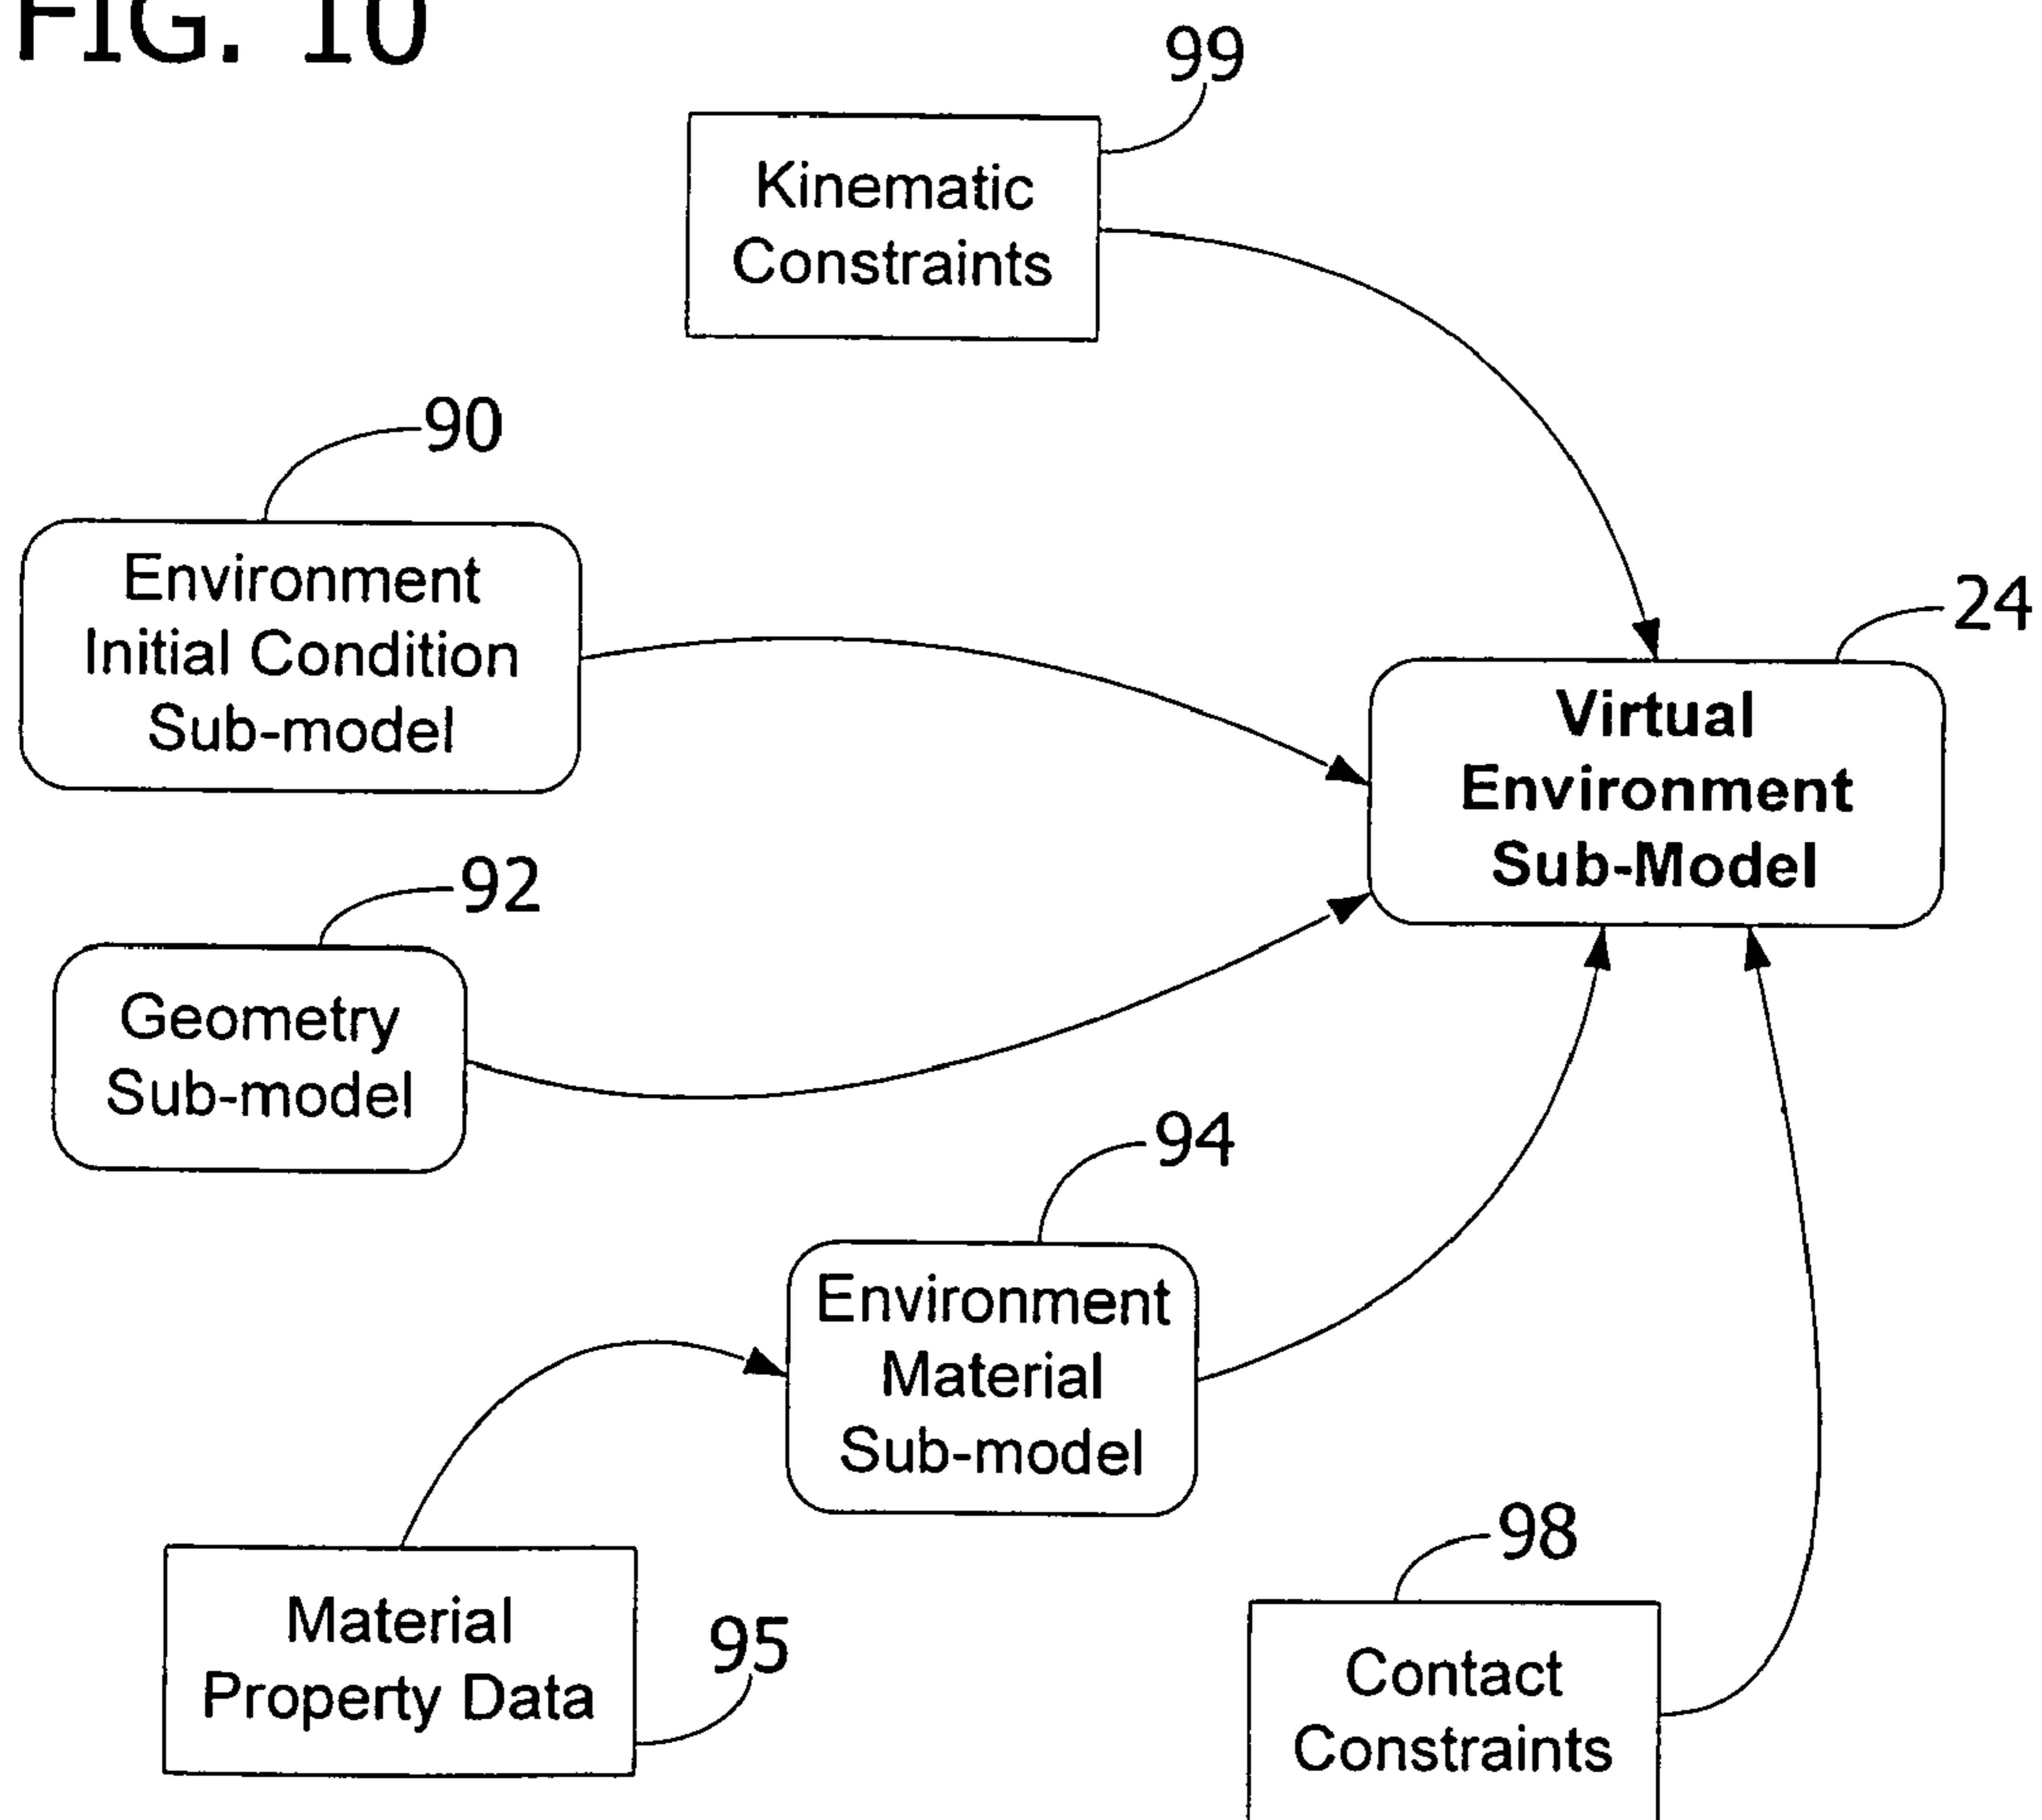 FIG. 10
99
Kinematic
Constraints
90
Environment
Initial Condition
Sub-model
24
Virtual
Environment
Sub-Model
92
Geometry
Sub-model
94
Environment
Material
Sub-model
98
Material
Property Data
95
Contact
Constraints